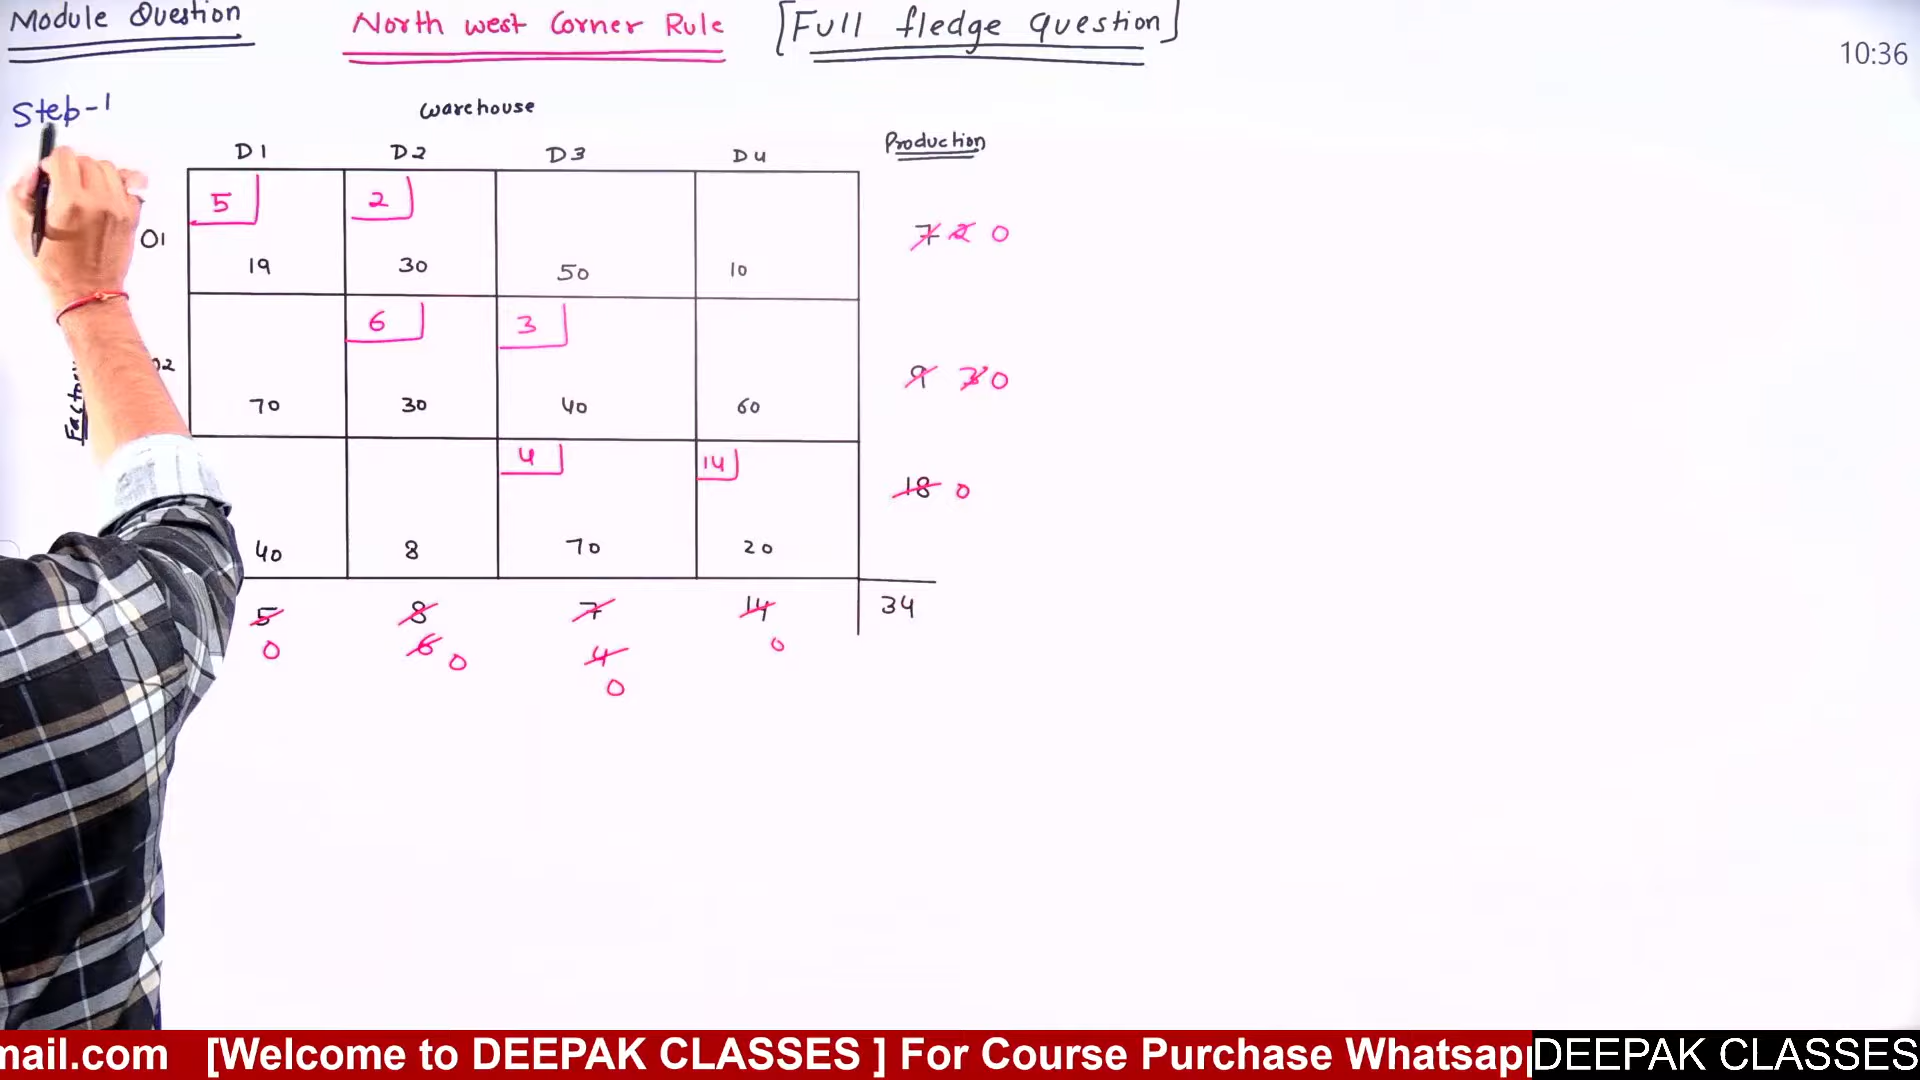 Module Question North west Corner Rule [Full fledge question]
10:36
Step-1
warehouse
Production
D1 D2 D3 D4
5 2
O1 7 2 0
19 30 50 10
6 3
9 3 0
70 30 40 60
4 14
18 0
40 8 70 20
5 8 7 14 34
0 6 0 4 0
0
mail.com [Welcome to DEEPAK CLASSES ] For Course Purchase Whatsap
DEEPAK CLASSES